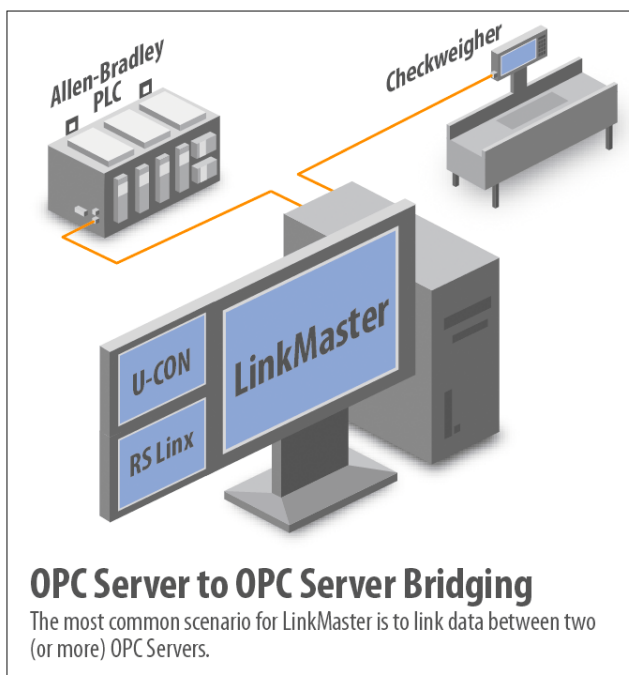 Allen-Bradley
PLC
Checkweigher
U-CON
LinkMaster
RS Linx
OPC Server to OPC Server Bridging
The most common scenario for LinkMaster is to link data between two
(or more) OPC Servers.